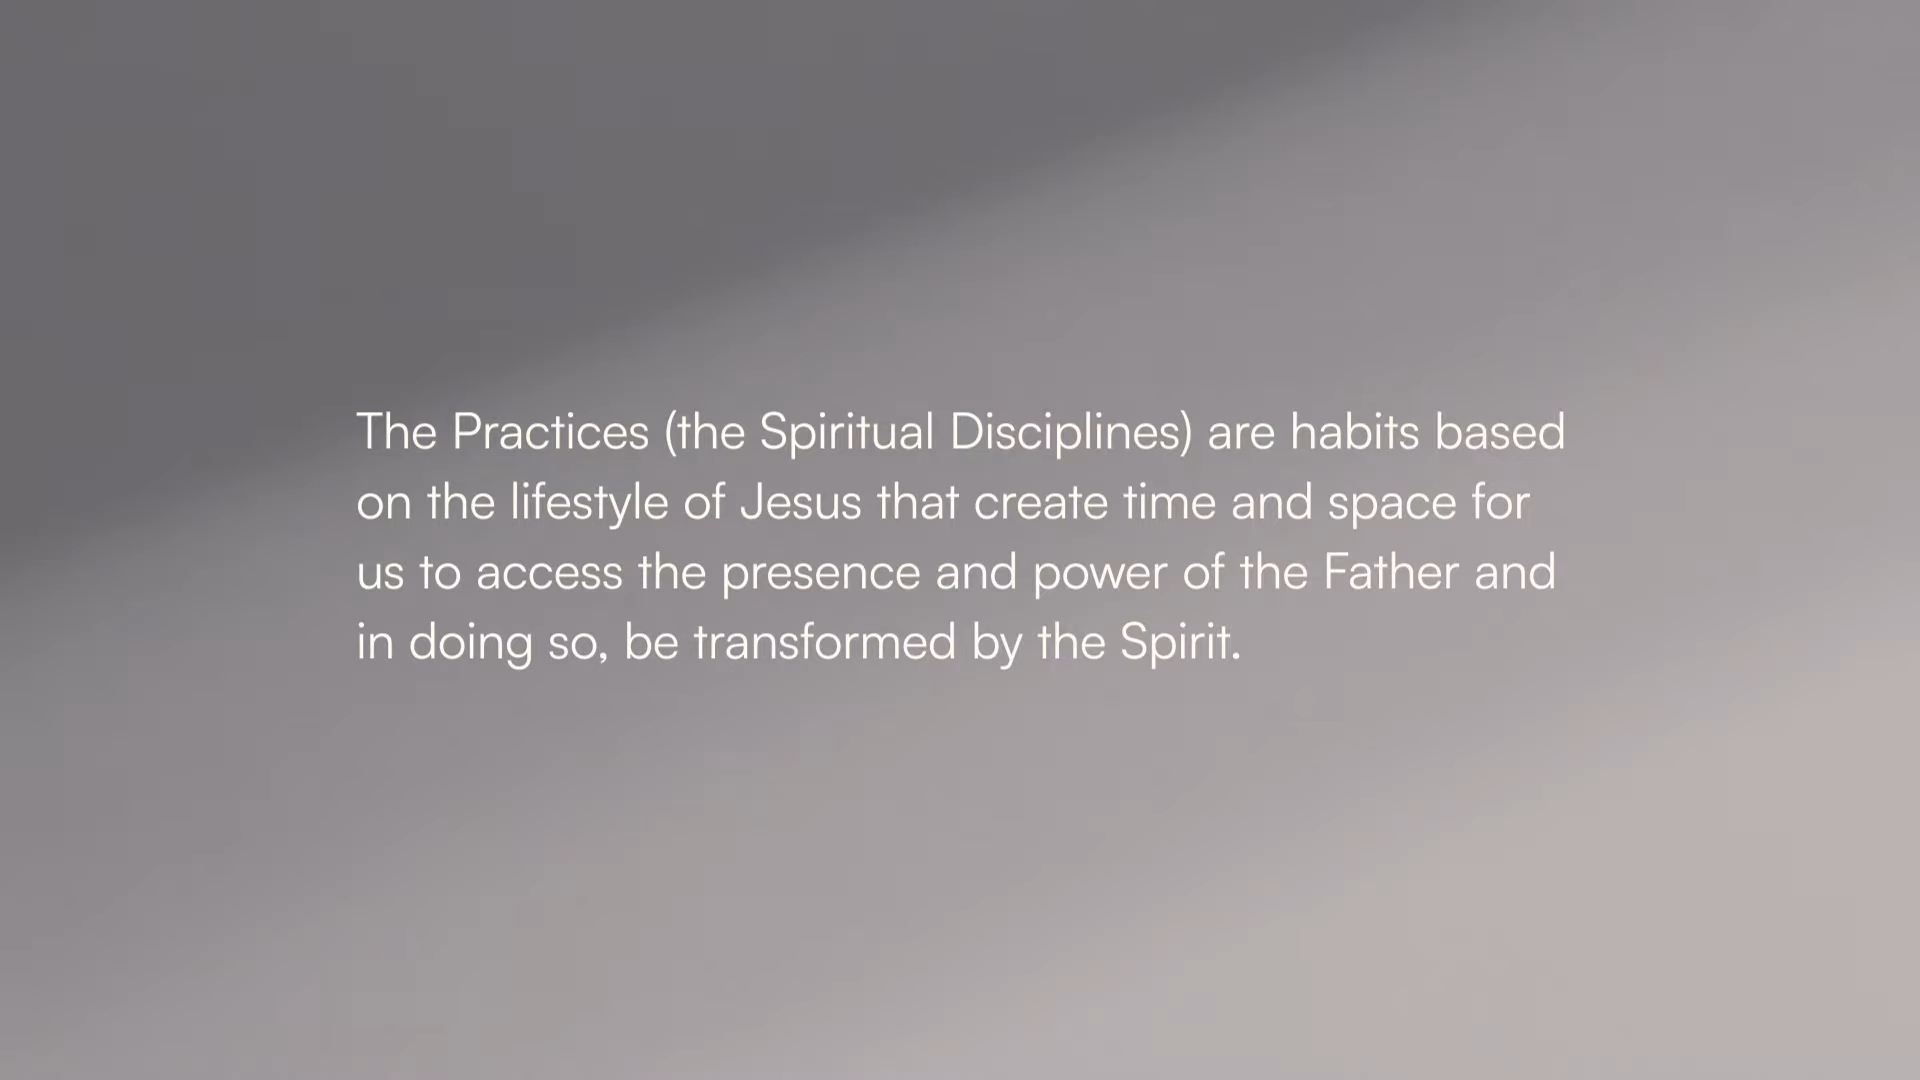 The Practices (the Spiritual Disciplines) are habits based
on the lifestyle of Jesus that create time and space for
us to access the presence and power of the Father and
in doing so, be transformed by the Spirit.